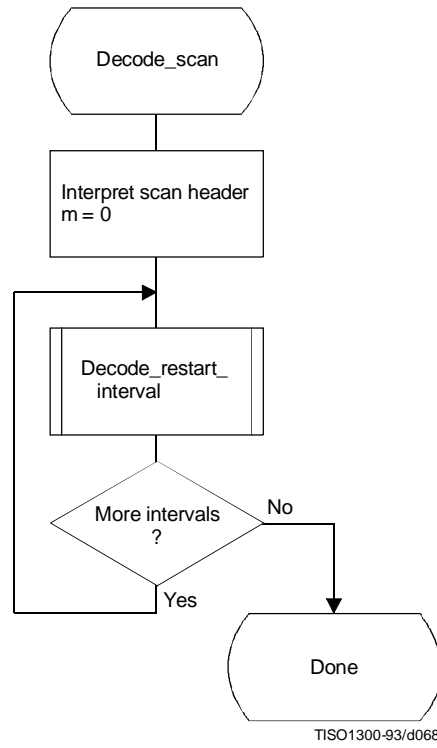 Decode_scan
Interpret scan header
m = 0
Decode_restart_
interval
More intervals
?
No
Yes
Done
TISO1300-93/d068